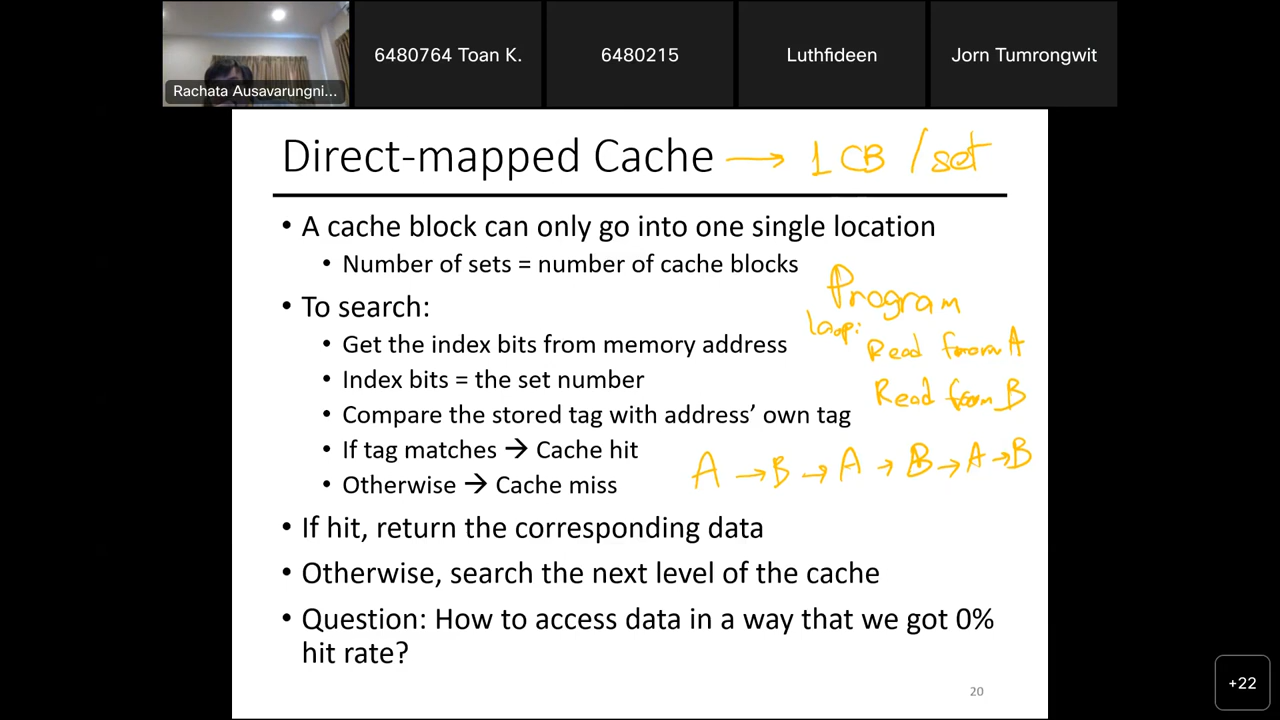 6480764 Toan K.
6480215
Luthfideen
Jorn Tumrongwit
Rachata Ausavarungni...
Direct-mapped Cache → 1 CB / set
• A cache block can only go into one single location
• Number of sets = number of cache blocks
Program
• To search:
loop:
• Get the index bits from memory address
Read from A
• Index bits = the set number
Read from B
• Compare the stored tag with address' own tag
• If tag matches → Cache hit
A → B → A → B → A → B
• Otherwise → Cache miss
• If hit, return the corresponding data
• Otherwise, search the next level of the cache
• Question: How to access data in a way that we got 0%
hit rate?
20
+22